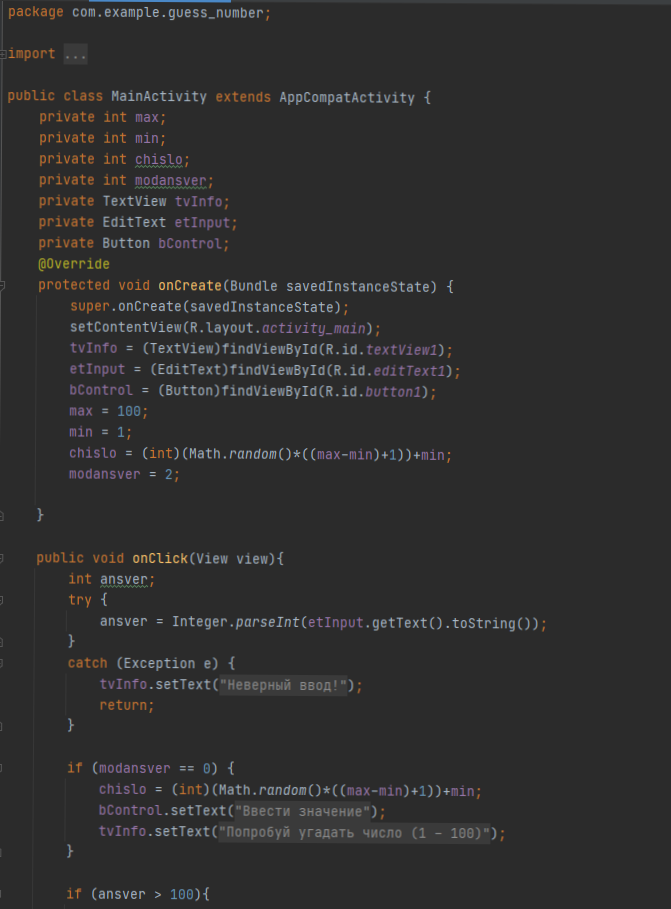 package com.example.guess_number;
import ...
public class MainActivity extends AppCompatActivity {
private int max;
private int min;
private int chislo;
private int modansver;
private TextView tvInfo;
private EditText etInput;
private Button bControl;
@Override
protected void onCreate(Bundle savedInstanceState) {
super.onCreate(savedInstanceState);
setContentView(R.layout.activity_main);
tvInfo = (TextView)findViewById(R.id.textView1);
etInput = (EditText)findViewById(R.id.editText1);
bControl = (Button)findViewById(R.id.button1);
max = 100;
min = 1;
chislo = (int)(Math.random()*((max-min)+1))+min;
modansver = 2;
}
public void onClick(View view){
int ansver;
try {
ansver = Integer.parseInt(etInput.getText().toString());
}
catch (Exception e) {
tvInfo.setText("Неверный ввод!");
return;
}
if (modansver == 0) {
chislo = (int)(Math.random()*((max-min)+1))+min;
bControl.setText("Ввести значение");
tvInfo.setText("Попробуй угадать число (1 - 100)");
}
if (ansver > 100){